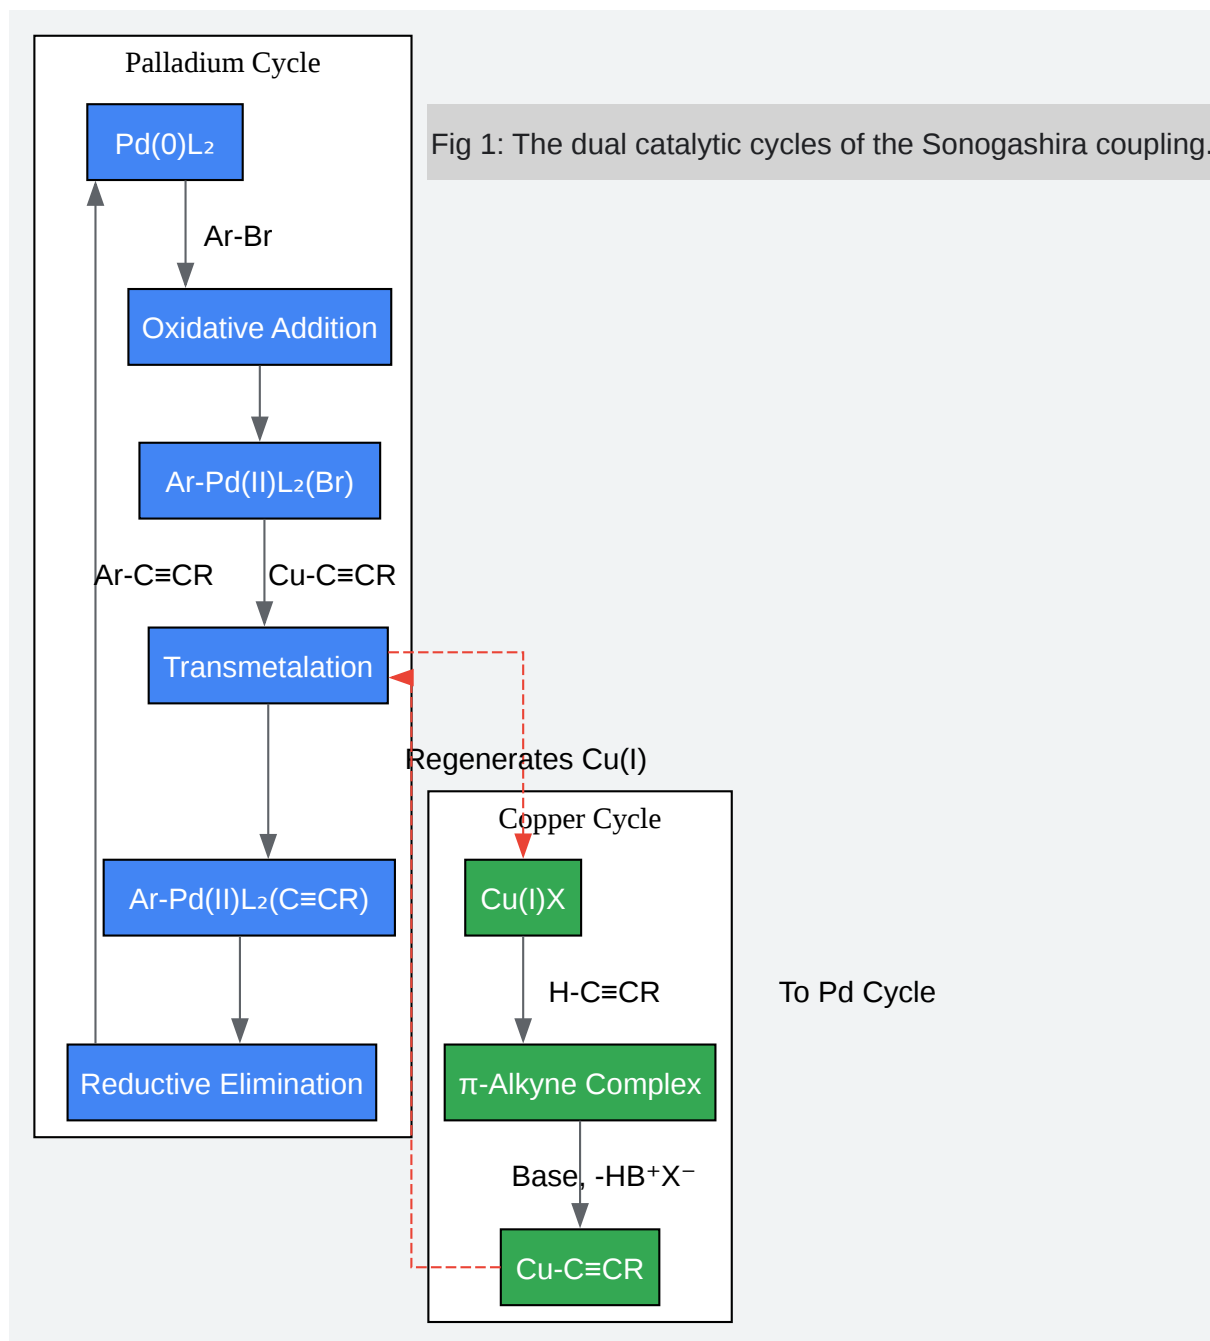 Palladium Cycle
Pd(0)L₂
Fig 1: The dual catalytic cycles of the Sonogashira coupling.
Ar-Br
Oxidative Addition
Ar-Pd(II)L₂(Br)
Ar-C≡CR
Cu-C≡CR
Transmetalation
Regenerates Cu(I)
Copper Cycle
Ar-Pd(II)L₂(C≡CR)
Cu(I)X
H-C≡CR
To Pd Cycle
Reductive Elimination
π-Alkyne Complex
Base, -HB⁺X⁻
Cu-C≡CR